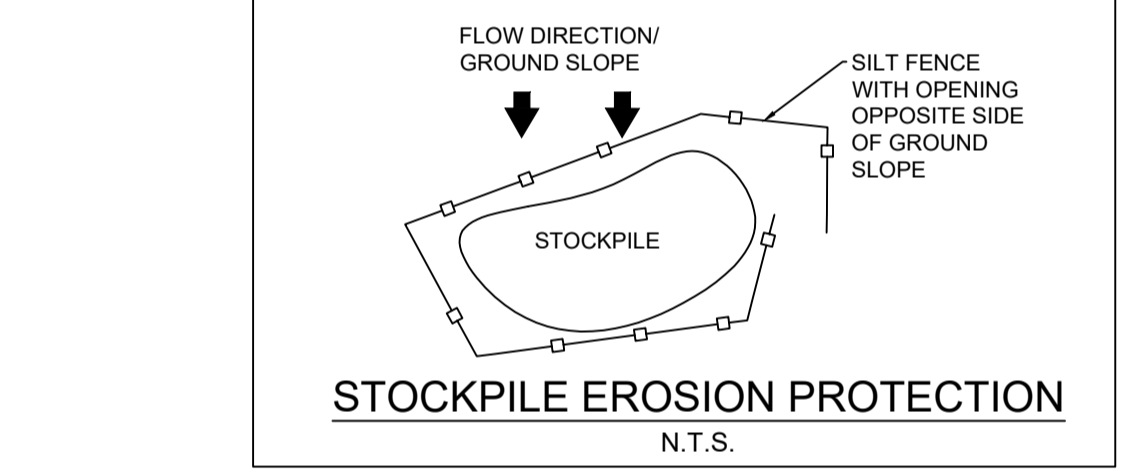 FLOW DIRECTION/
GROUND SLOPE
SILT FENCE
WITH OPENING
OPPOSITE SIDE
OF GROUND
SLOPE
STOCKPILE
STOCKPILE EROSION PROTECTION
N.T.S.